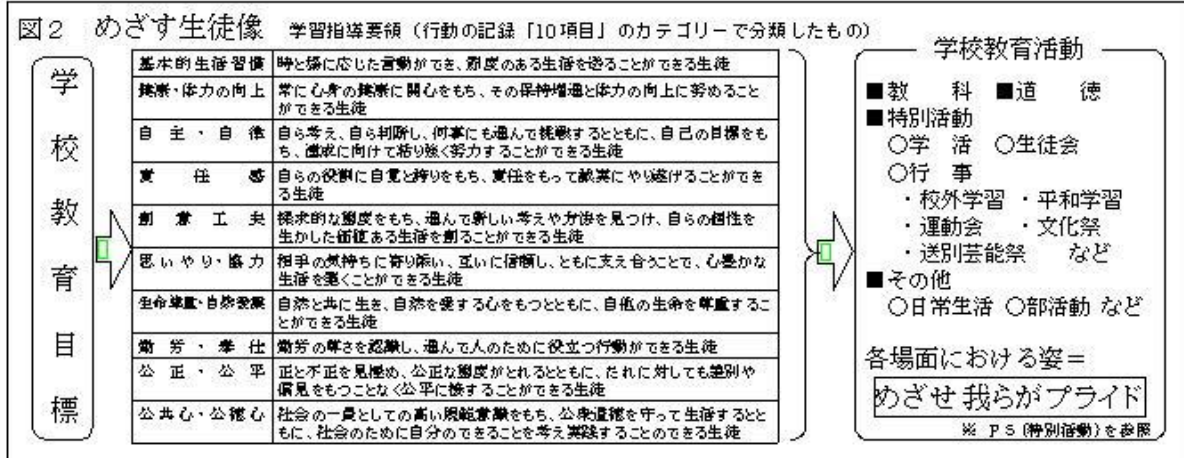 図2 めざす生徒像 学習指導要領（行動の記録「10項目」のカテゴリーで分類したもの）
学校教育目標
基本的生活習慣 時と場に応じた言動ができ、節度のある生活を送ることができる生徒
健康・体力の向上 常に心身の健康に関心をもち、その保持増進と体力の向上に努めること
ができる生徒
自主・自律 自ら考え、自ら判断し、何事にも進んで挑戦するとともに、自己の目標をも
ち、達成に向けて粘り強く努力することができる生徒
責任感 自らの役割に自覚と誇りをもち、責任をもって誠実にやり遂げることができ
る生徒
創意工夫 探求的な態度をもち、進んで新しい考えや方法を見つけ、自らの個性を
生かした価値ある生活を創ることができる生徒
思いやり・協力 相手の気持ちに寄り添い、互いに信頼し、ともに支え合うことで、心豊かな
生活を築くことができる生徒
生命尊重・自然愛護 自然と共に生き、自然を愛する心をもつとともに、自他の生命を尊重するこ
とができる生徒
勤労・奉仕 勤労の尊さを認識し、進んで人のために役立つ行動ができる生徒
公正・公平 正と不正を見極め、公正な態度がとれるとともに、だれに対しても差別や
偏見をもつことなく公平に接することができる生徒
公共心・公徳心 社会の一員としての高い規範意識をもち、公衆道徳を守って生活するとと
もに、社会のために自分のできることを考え実践することのできる生徒
学校教育活動
■教科 ■道徳
■特別活動
○学活 ○生徒会
○行事
・校外学習 ・平和学習
・運動会 ・文化祭
・送別芸能祭 など
■その他
○日常生活 ○部活動 など
各場面における姿＝
めざせ 我らがプライド
※ PS（特別活動）を参照